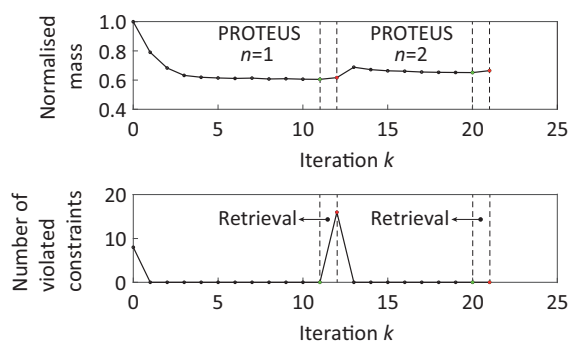 Normalised
mass
1.0
0.8
0.6
0.4
PROTEUS
n=1
PROTEUS
n=2
0 5 10 15 20 25
Iteration k
Number of
violated
constraints
20
10
0
Retrieval
Retrieval
0 5 10 15 20 25
Iteration k